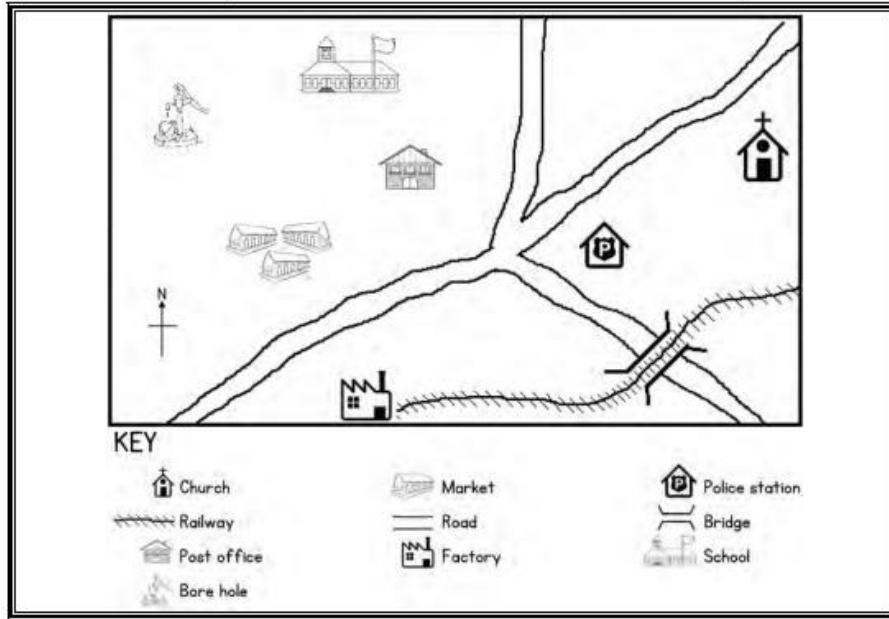 N
KEY
Church
Market
Police station
Railway
Road
Bridge
Post office
Factory
School
Bore hole